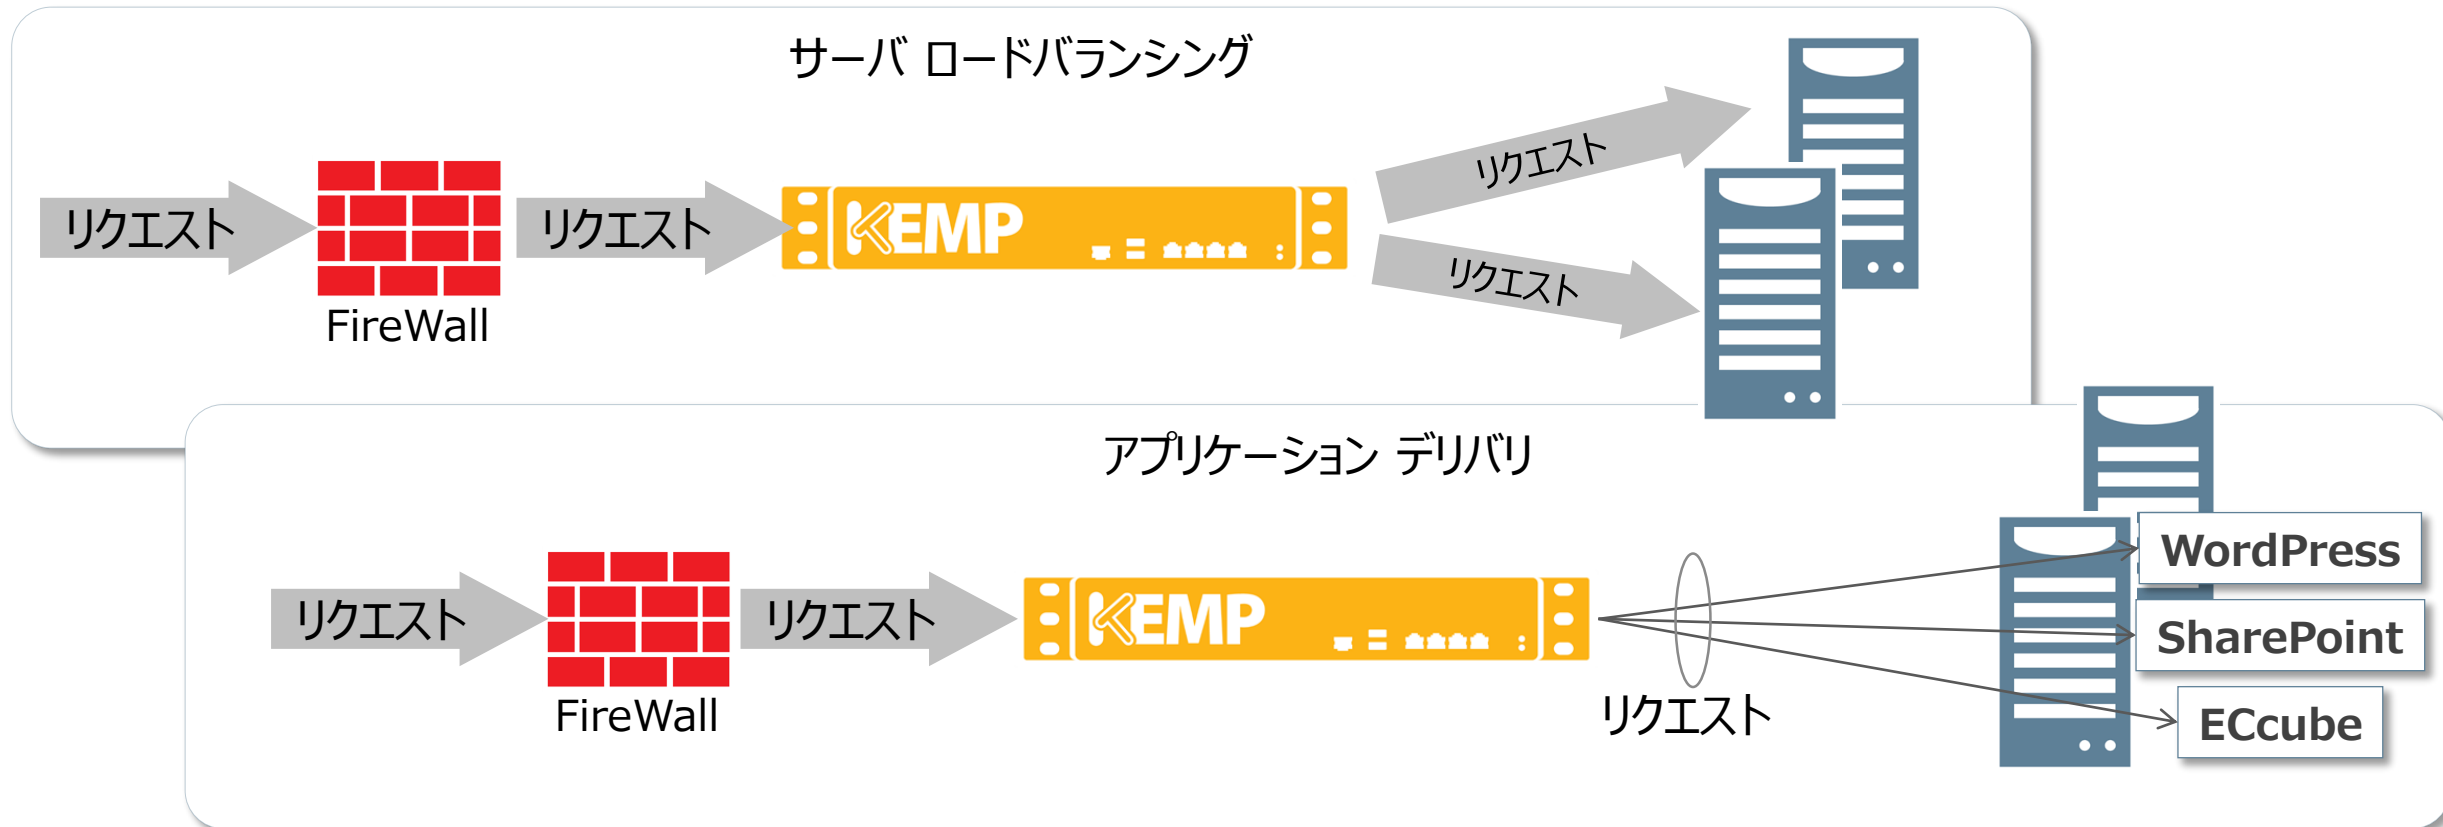 サーバ ロードバランシング
リクエスト
リクエスト
KEMP
リクエスト
リクエスト
FireWall
アプリケーション デリバリ
リクエスト
リクエスト
KEMP
リクエスト
FireWall
WordPress
SharePoint
ECcube